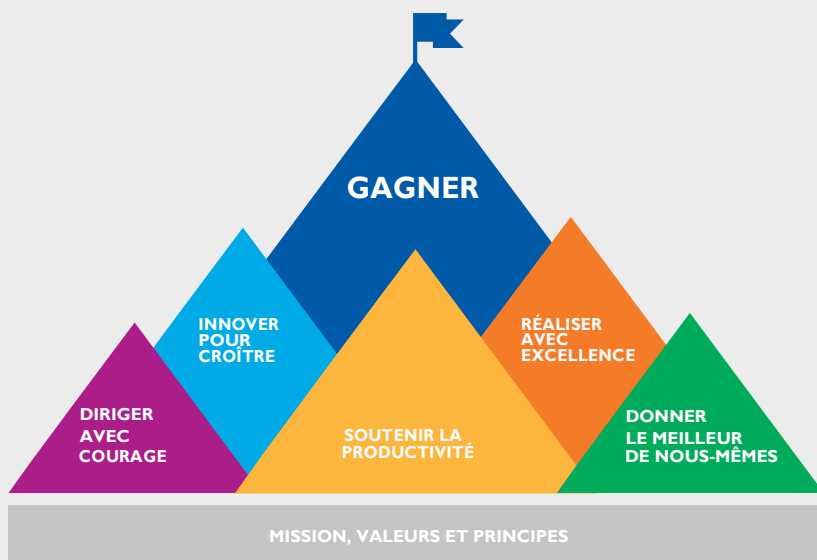 GAGNER
INNOVER
POUR
CROÎTRE
RÉALISER
AVEC
EXCELLENCE
DIRIGER
AVEC
COURAGE
SOUTENIR LA
PRODUCTIVITÉ
DONNER
LE MEILLEUR
DE NOUS-MÊMES
MISSION, VALEURS ET PRINCIPES